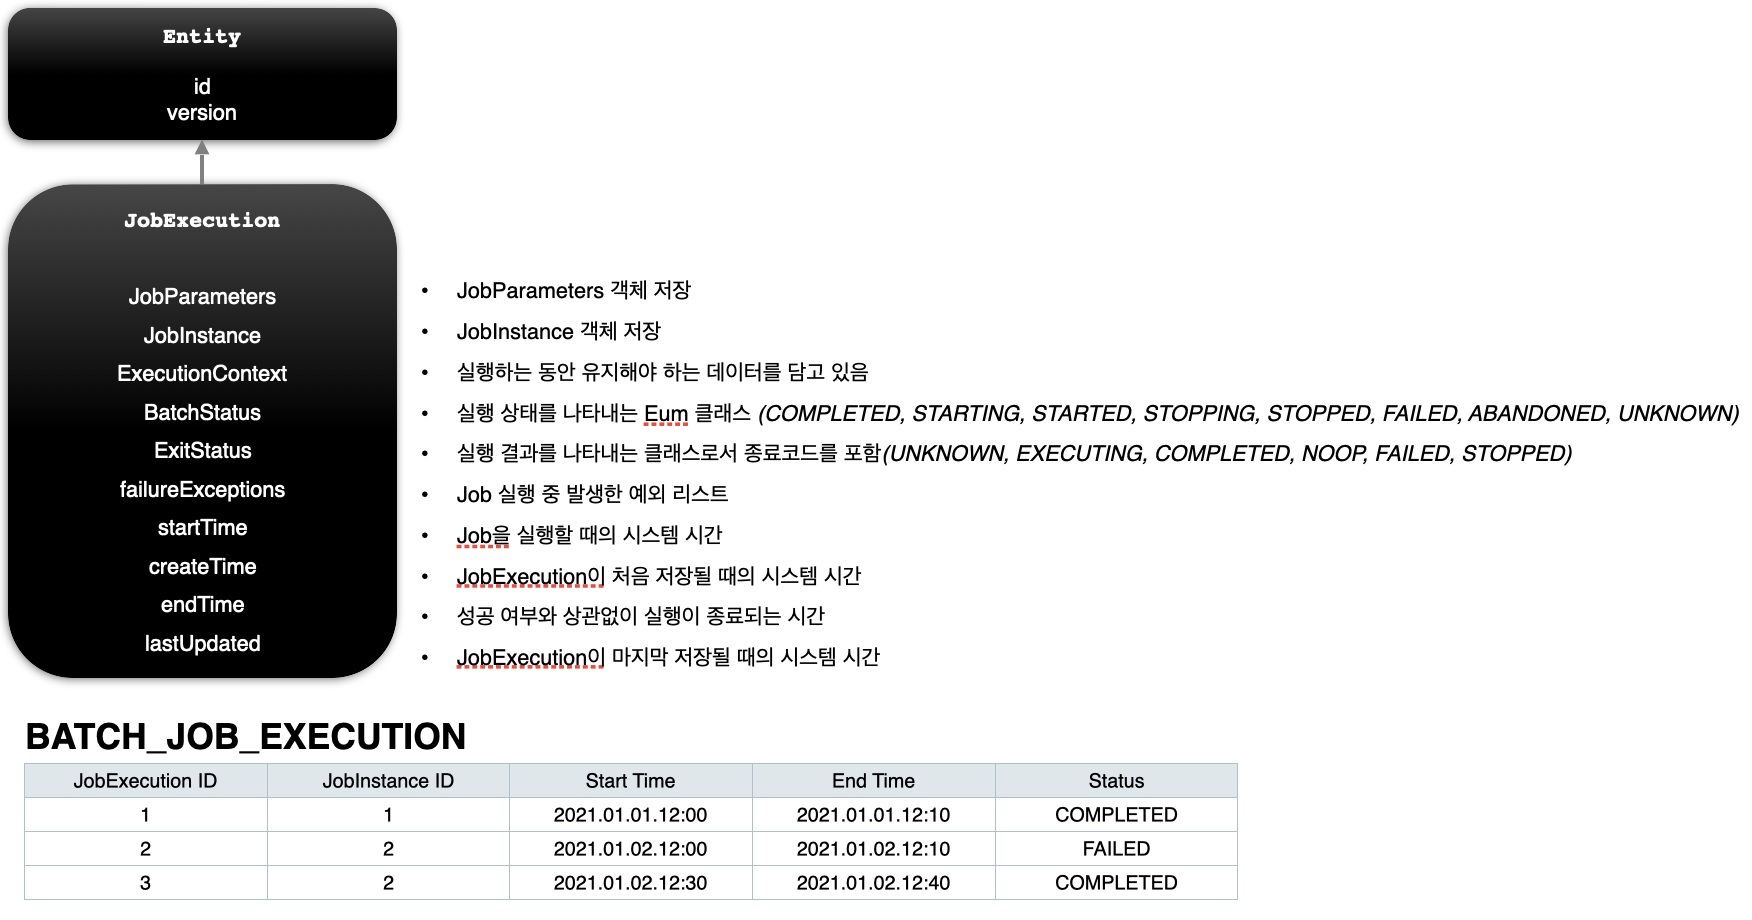 Entity
id
version
JobExecution
JobParameters
JobInstance
ExecutionContext
BatchStatus
ExitStatus
failureExceptions
startTime
createTime
endTime
lastUpdated
• JobParameters 객체 저장
• JobInstance 객체 저장
• 실행하는 동안 유지해야 하는 데이터를 담고 있음
• 실행 상태를 나타내는 Eum 클래스 (COMPLETED, STARTING, STARTED, STOPPING, STOPPED, FAILED, ABANDONED, UNKNOWN)
• 실행 결과를 나타내는 클래스로서 종료코드를 포함(UNKNOWN, EXECUTING, COMPLETED, NOOP, FAILED, STOPPED)
• Job 실행 중 발생한 예외 리스트
• Job을 실행할 때의 시스템 시간
• JobExecution이 처음 저장될 때의 시스템 시간
• 성공 여부와 상관없이 실행이 종료되는 시간
• JobExecution이 마지막 저장될 때의 시스템 시간
BATCH_JOB_EXECUTION
JobExecution ID JobInstance ID Start Time End Time Status
1 1 2021.01.01.12:00 2021.01.01.12:10 COMPLETED
2 2 2021.01.02.12:00 2021.01.02.12:10 FAILED
3 2 2021.01.02.12:30 2021.01.02.12:40 COMPLETED